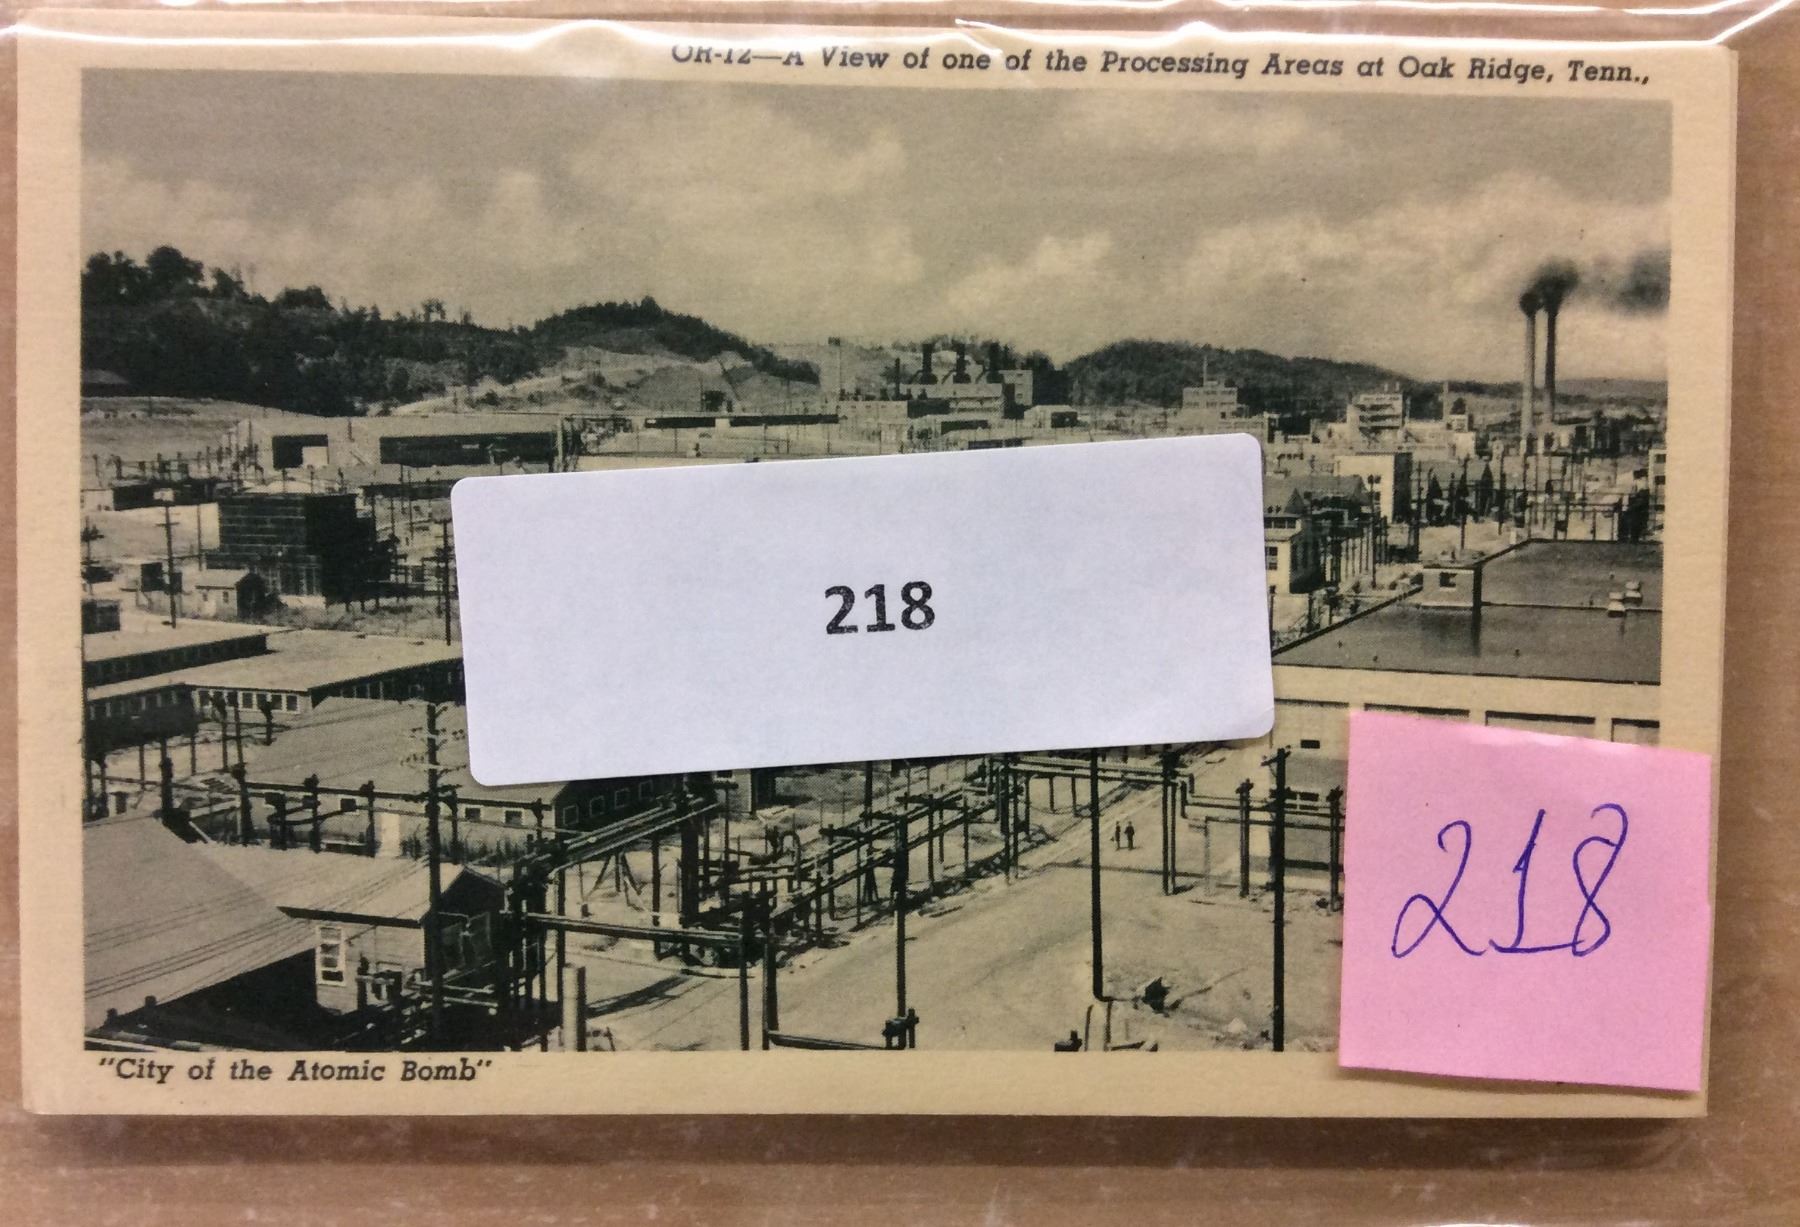 OR-12—A View of one of the Processing Areas at Oak Ridge, Tenn.,
218
218
"City of the Atomic Bomb"